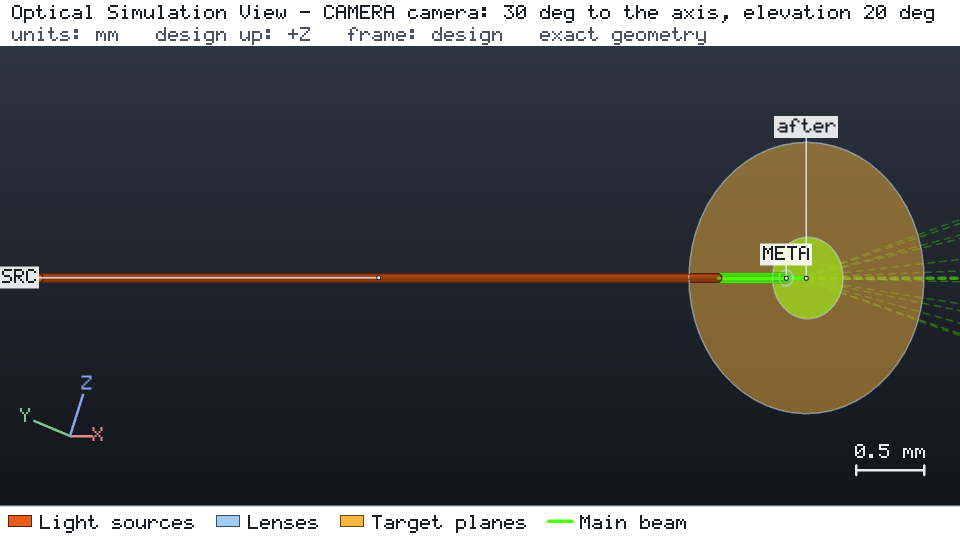 Optical Simulation View - CAMERA camera: 30 deg to the axis, elevation 20 deg
units: mm   design up: +Z   frame: design   exact geometry
after
META
SRC
Z
Y
X
0.5 mm
Light sources   Lenses   Target planes   Main beam